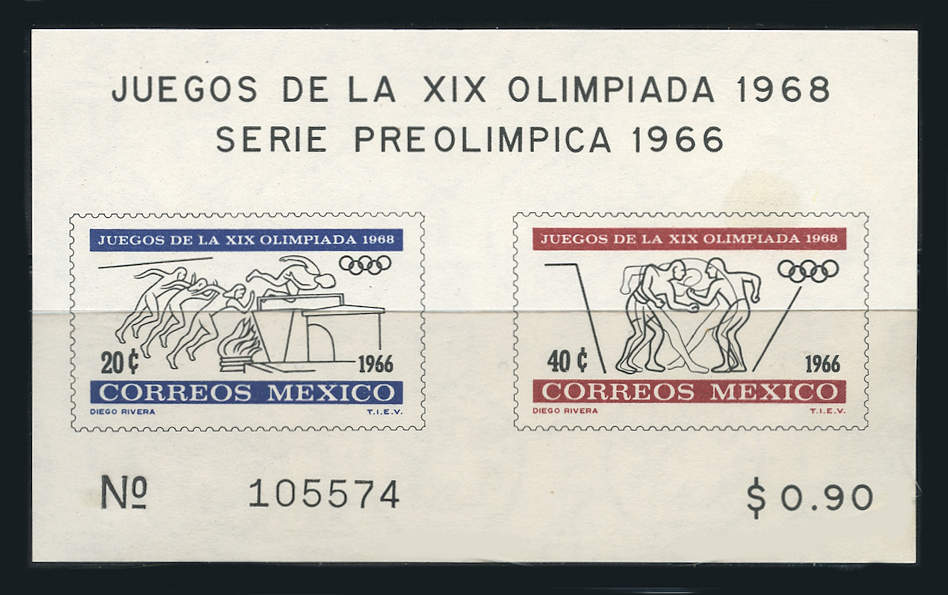 JUEGOS DE LA XIX OLIMPIADA 1968
SERIE PREOLIMPICA 1966
JUEGOS DE LA XIX OLIMPIADA 1968
20 ¢
1966
CORREOS MEXICO
DIEGO RIVERA
T.I.E.V.
JUEGOS DE LA XIX OLIMPIADA 1968
40 ¢
1966
CORREOS MEXICO
DIEGO RIVERA
T.I.E.V.
Nº 105574
$ 0.90